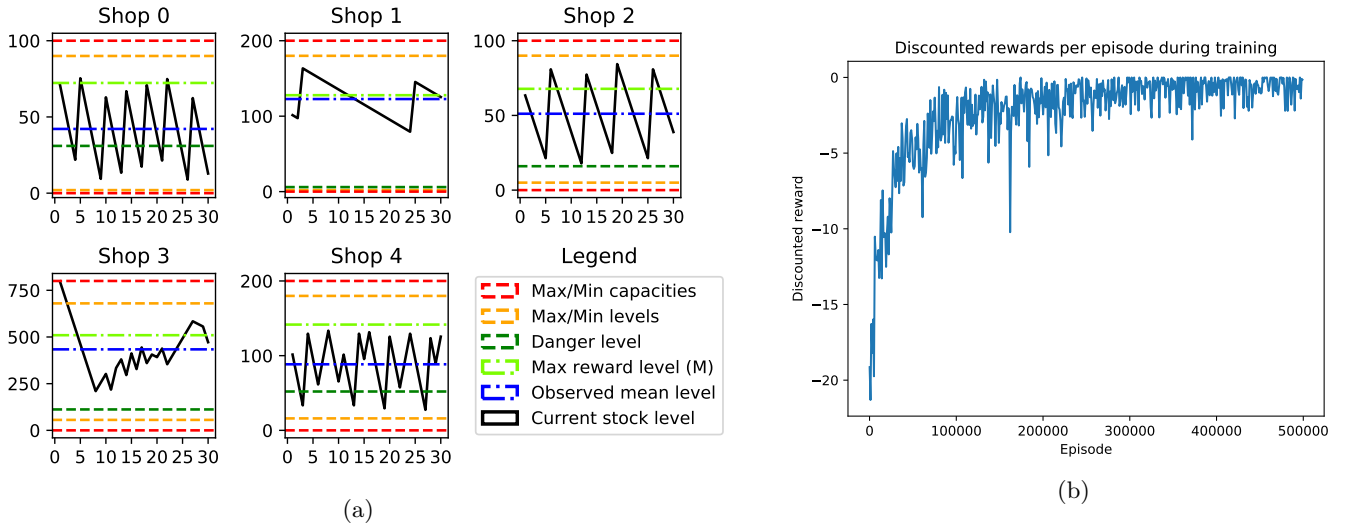 Shop 0
Shop 1
Shop 2
100
50
0
0 5 10 15 20 25 30
200
100
0
0 5 10 15 20 25 30
100
50
0
0 5 10 15 20 25 30
Shop 3
Shop 4
Legend
750
500
250
0
0 5 10 15 20 25 30
200
100
0
0 5 10 15 20 25 30
Max/Min capacities
Max/Min levels
Danger level
Max reward level (M)
Observed mean level
Current stock level
(a)
Discounted rewards per episode during training
Discounted reward
0
−5
−10
−15
−20
0 100000 200000 300000 400000 500000
Episode
(b)